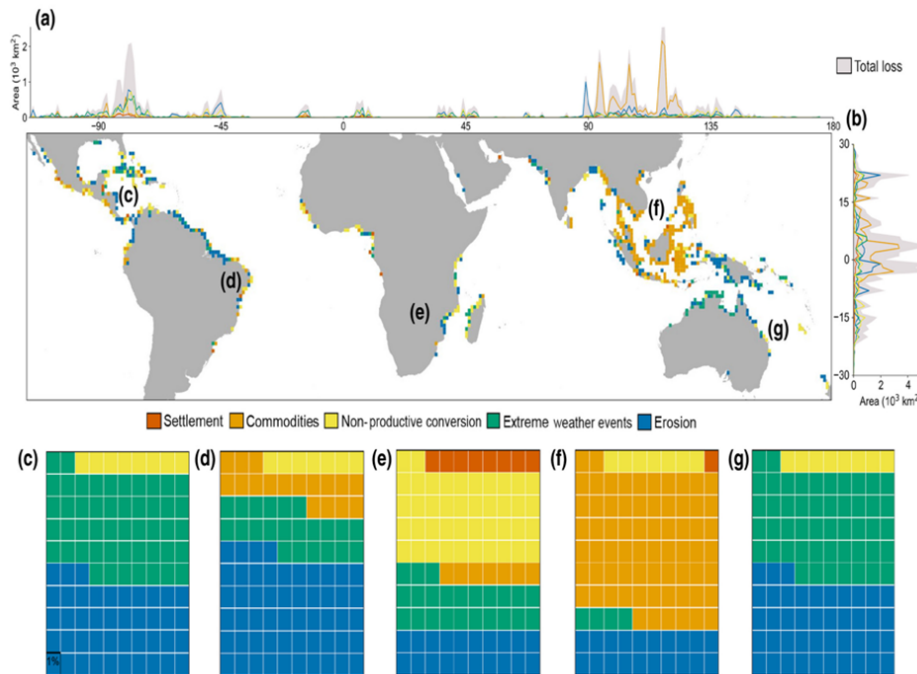 (a)
Area (10³ km²)
2
1
0
Total loss
−90
−45
0
45
90
135
180
(b)
30
15
0
−15
−30
0 2 4
Area (10³ km²)
(c)
(d)
(e)
(f)
(g)
Settlement Commodities Non-productive conversion Extreme weather events Erosion
(c) (d) (e) (f) (g)
1%